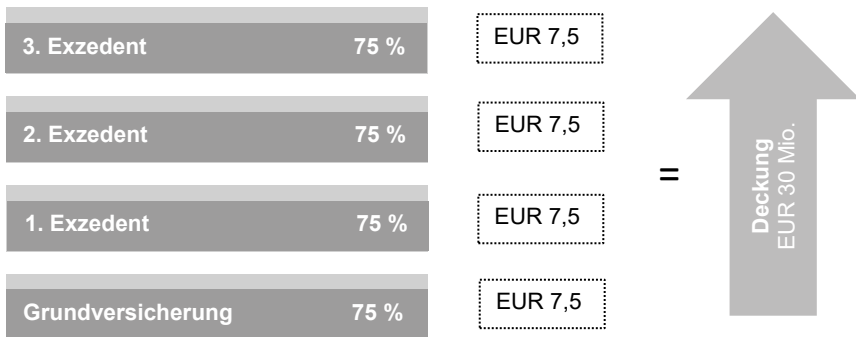 3. Exzedent 75 % EUR 7,5
2. Exzedent 75 % EUR 7,5
1. Exzedent 75 % EUR 7,5
Grundversicherung 75 % EUR 7,5
=
Deckung
EUR 30 Mio.